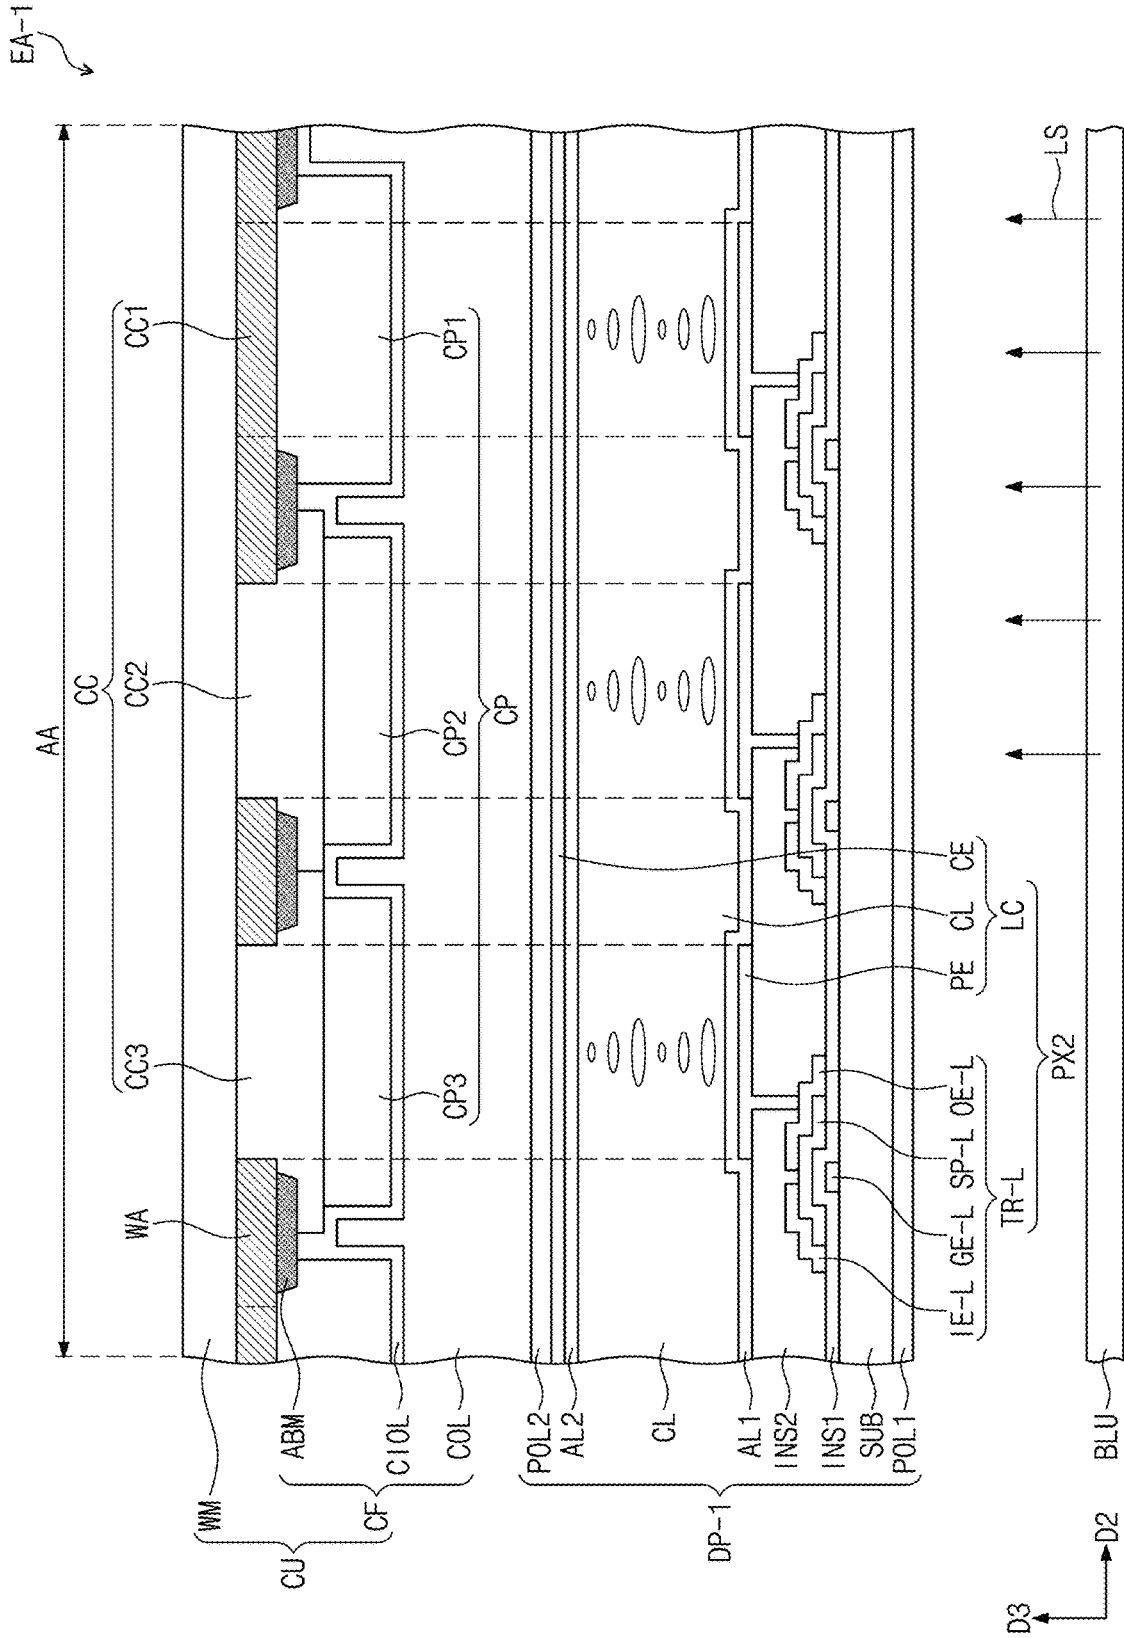 EA-1
AA
CC
CC3
CC2
CC1
WA
CP3
CP2
CP1
CP
WM
ABM
CIOL
COL
CF
CU
POL2
AL2
CL
AL1
INS2
INS1
SUB
POL1
DP-1
IE-L
GE-L
SP-L
OE-L
TR-L
PE
CL
CE
LC
PX2
LS
BLU
D3
D2